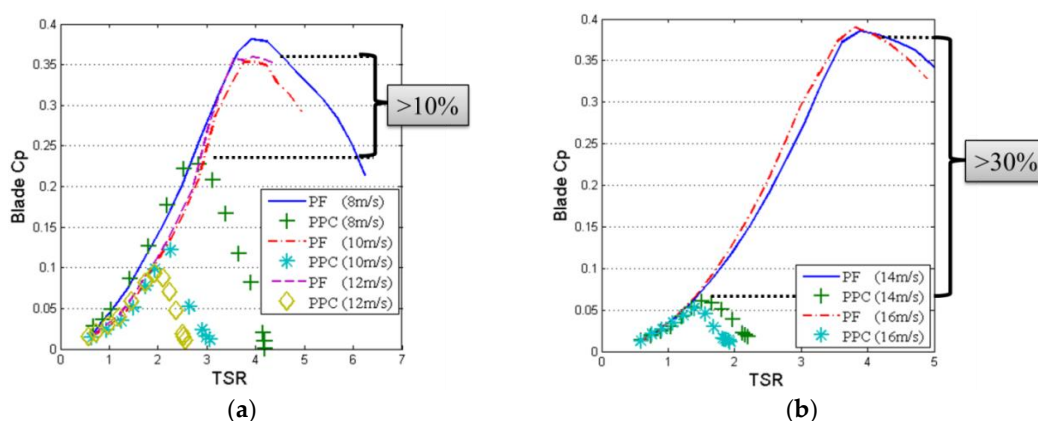 0.4
0.35
0.3
0.25
0.2
0.15
0.1
0.05
0
Blade Cp
0 1 2 3 4 5 6 7
TSR
>10%
PF (8m/s)
PPC (8m/s)
PF (10m/s)
PPC (10m/s)
PF (12m/s)
PPC (12m/s)
(a)
0.4
0.35
0.3
0.25
0.2
0.15
0.1
0.05
0
Blade Cp
0 1 2 3 4 5
TSR
>30%
PF (14m/s)
PPC (14m/s)
PF (16m/s)
PPC (16m/s)
(b)